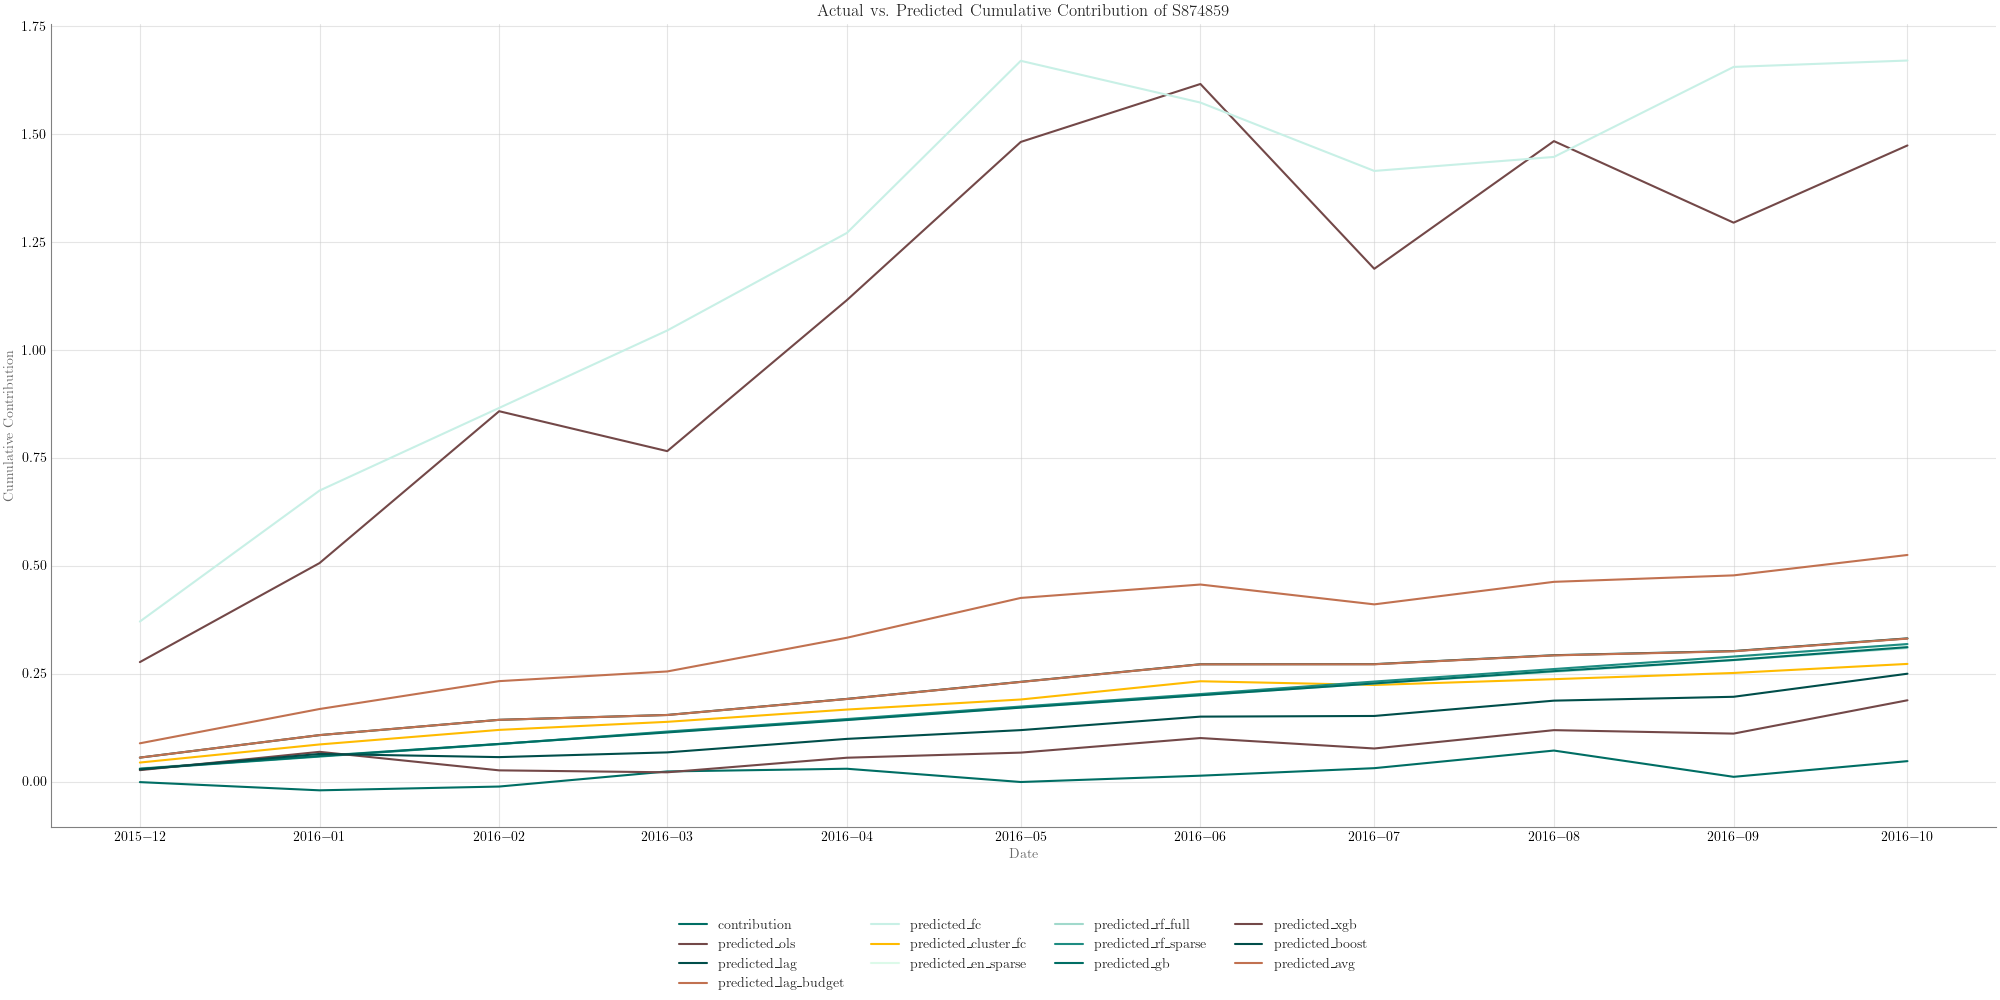 Actual vs. Predicted Cumulative Contribution of S874859
Cumulative Contribution
1.75
1.50
1.25
1.00
0.75
0.50
0.25
0.00
2015–12 2016–01 2016–02 2016–03 2016–04 2016–05 2016–06 2016–07 2016–08 2016–09 2016–10
Date
contribution predicted_fc predicted_rf_full predicted_xgb
predicted_ols predicted_cluster_fc predicted_rf_sparse predicted_boost
predicted_lag predicted_en_sparse predicted_gb predicted_avg
predicted_lag_budget